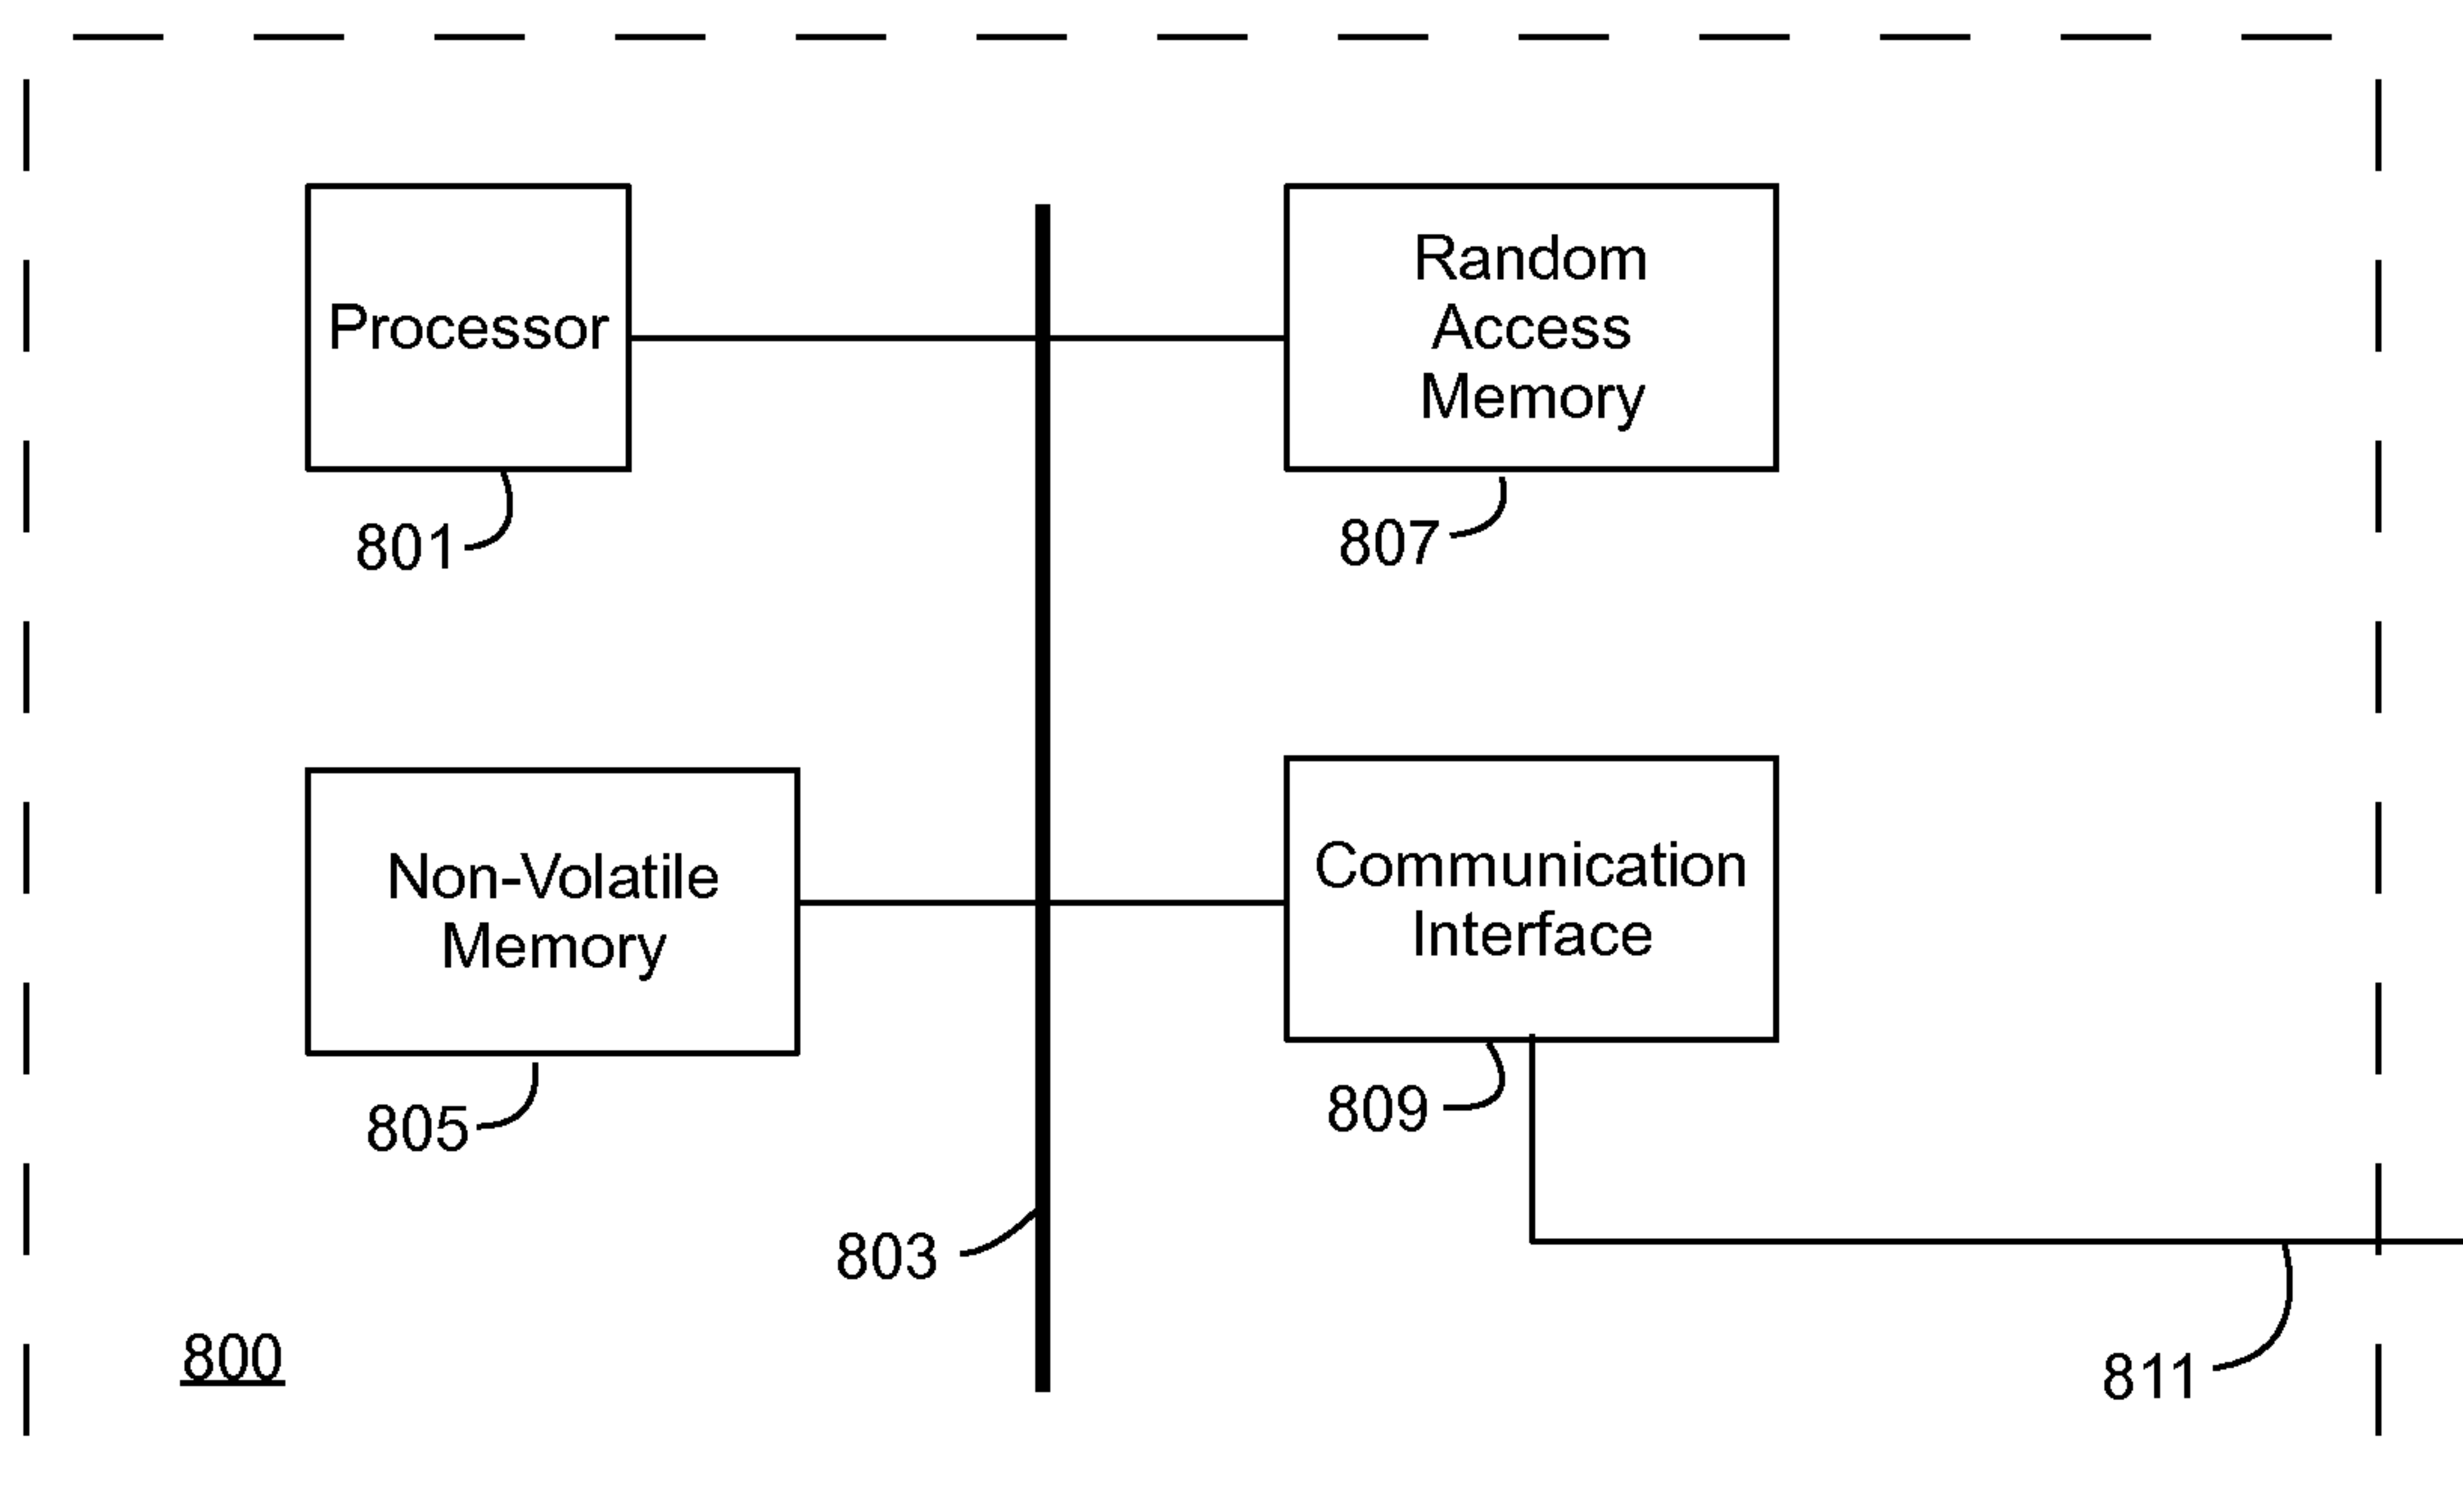 Processor
801
Random
Access
Memory
807
Non-Volatile
Memory
805
Communication
Interface
809
803
800
811